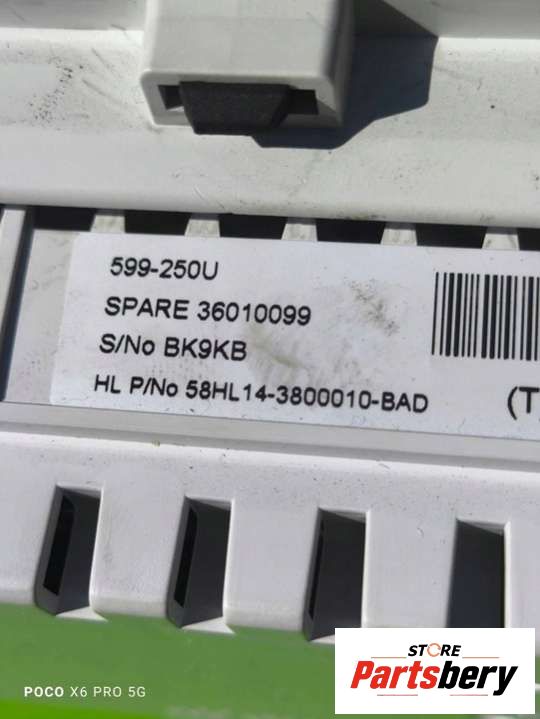 599-250U
SPARE 36010099
S/No BK9KB
HL P/No 58HL14-3800010-BAD
(T
STORE
Partsbery
POCO X6 PRO 5G